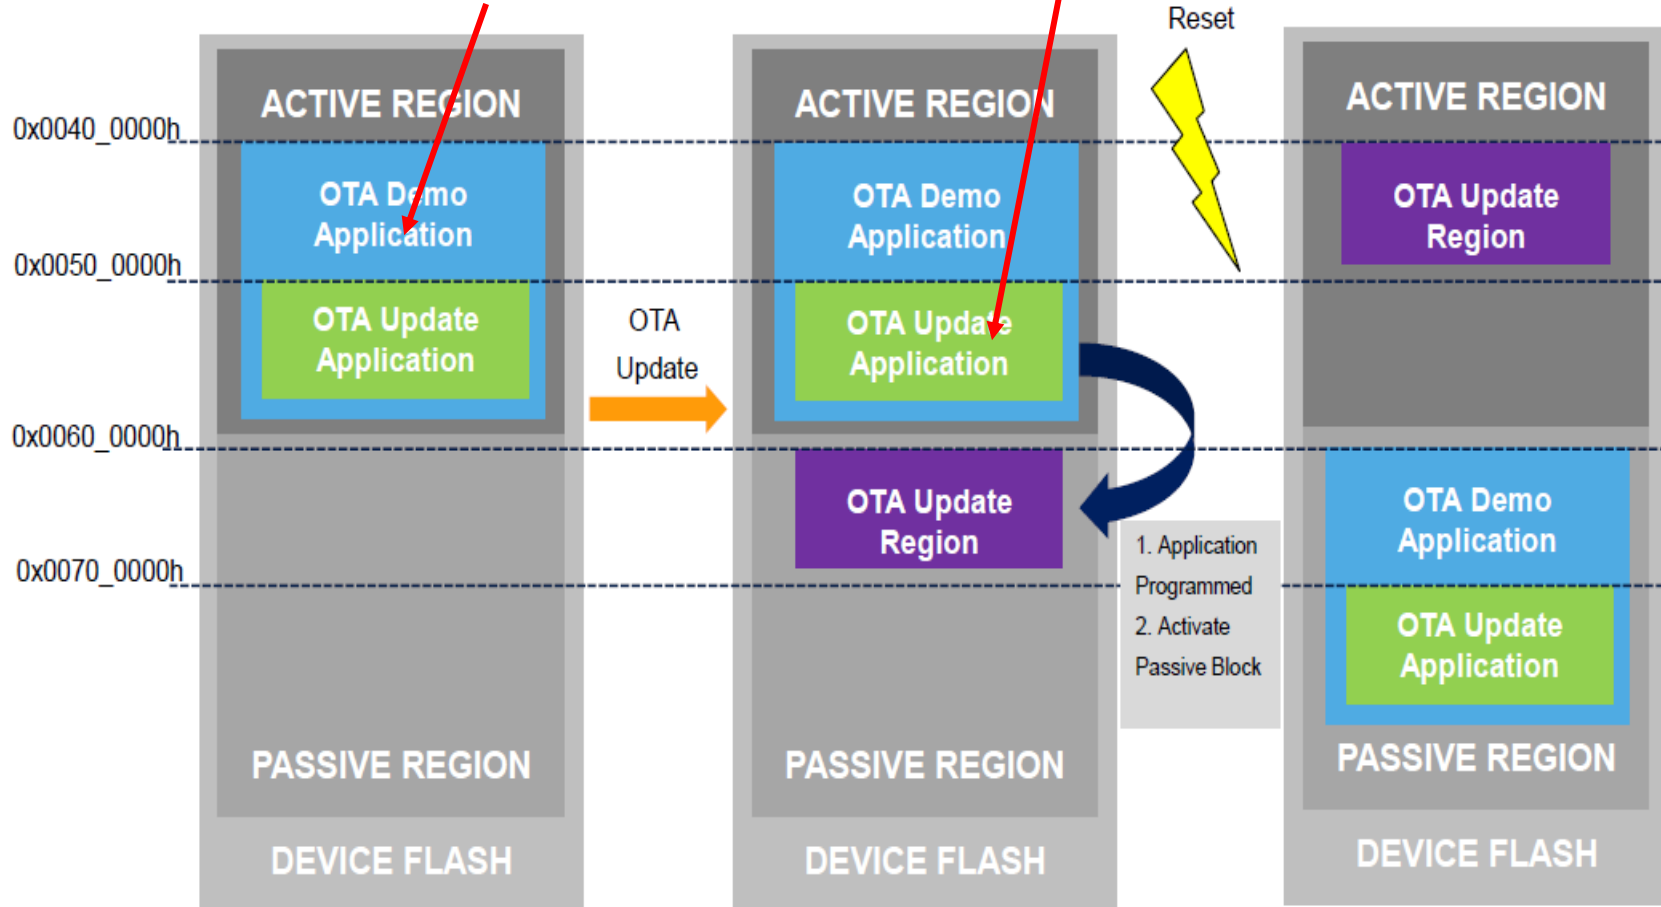 Reset
ACTIVE REGION
ACTIVE REGION
ACTIVE REGION
0x0040_0000h
OTA Demo
Application
OTA Demo
Application
OTA Update
Region
0x0050_0000h
OTA Update
Application
OTA
Update
OTA Update
Application
0x0060_0000h
OTA Update
Region
1. Application
Programmed
2. Activate
Passive Block
OTA Demo
Application
0x0070_0000h
OTA Update
Application
PASSIVE REGION
PASSIVE REGION
PASSIVE REGION
DEVICE FLASH
DEVICE FLASH
DEVICE FLASH